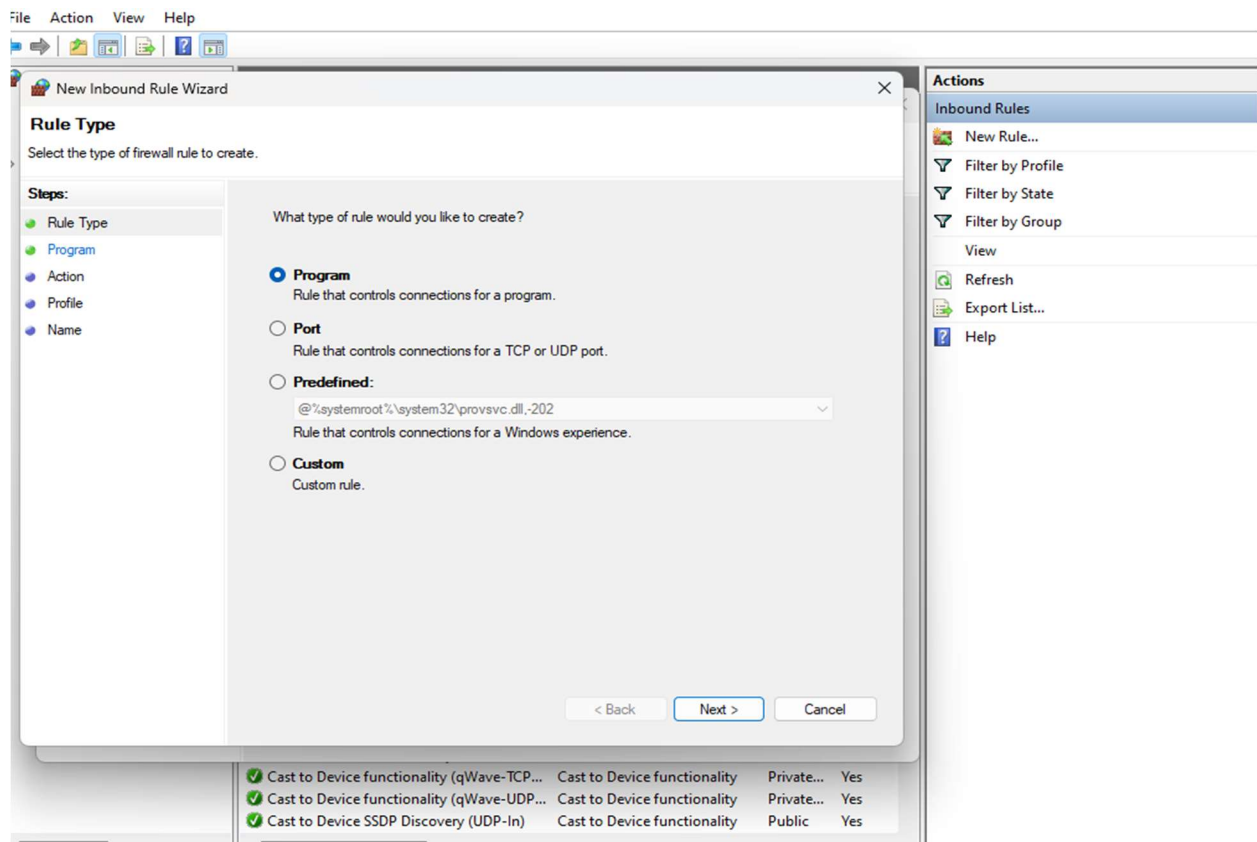 File Action View Help
New Inbound Rule Wizard
Rule Type
Select the type of firewall rule to create.
Steps:
Rule Type
Program
Action
Profile
Name
What type of rule would you like to create?
Program
Rule that controls connections for a program.
Port
Rule that controls connections for a TCP or UDP port.
Predefined:
@%systemroot%\system32\provsvc.dll,-202
Rule that controls connections for a Windows experience.
Custom
Custom rule.
< Back Next > Cancel
Cast to Device functionality (qWave-TCP... Cast to Device functionality Private... Yes
Cast to Device functionality (qWave-UDP... Cast to Device functionality Private... Yes
Cast to Device SSDP Discovery (UDP-In) Cast to Device functionality Public Yes
Actions
Inbound Rules
New Rule...
Filter by Profile
Filter by State
Filter by Group
View
Refresh
Export List...
Help